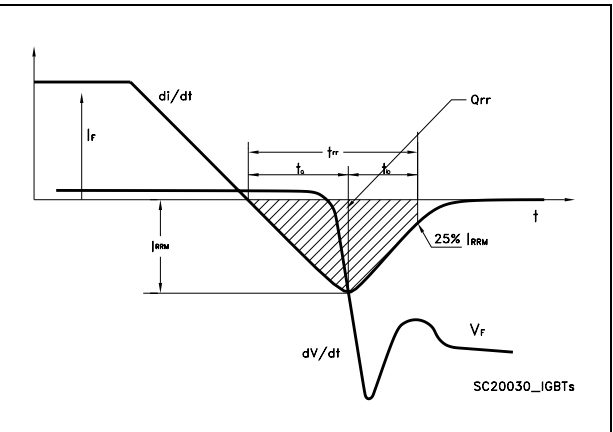 di/dt
Qrr
IF
trr
ta
tb
t
IRRM
25% IRRM
dV/dt
VF
SC20030_IGBTs